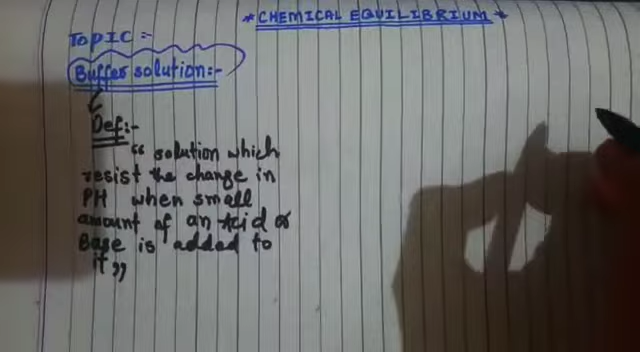 *CHEMICAL EQUILIBRIUM*
TOPIC :-
Buffer solution:-
Def:-
“ solution which
resist the change in
PH when small
amount of an Acid or
Base is added to
it ”